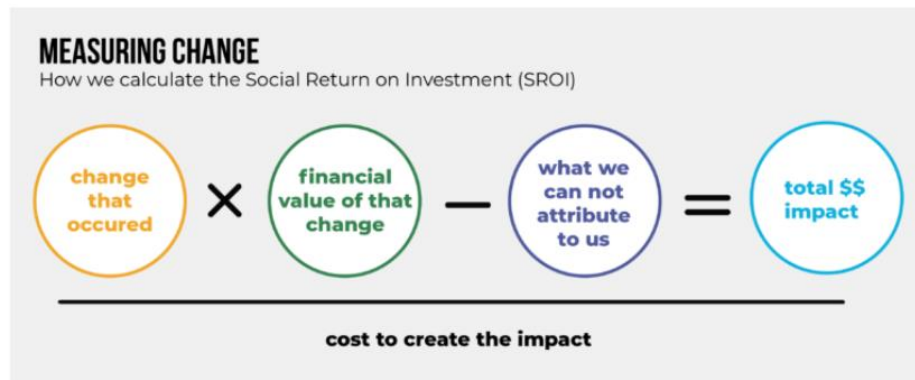 MEASURING CHANGE
How we calculate the Social Return on Investment (SROI)
change
that
occured
×
financial
value of that
change
—
what we
can not
attribute
to us
=
total $$
impact
cost to create the impact